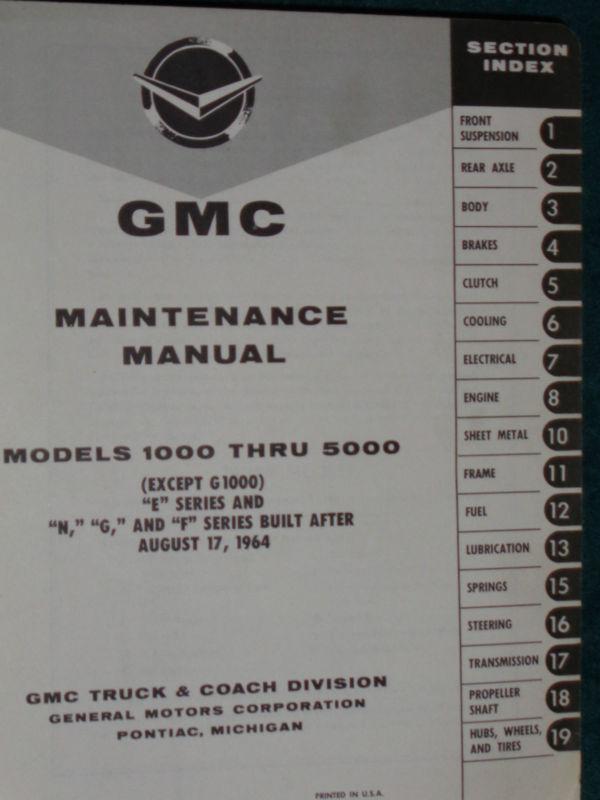 GMC
MAINTENANCE
MANUAL
MODELS 1000 THRU 5000
(EXCEPT G1000)
“E” SERIES AND
“N,” “G,” AND “F” SERIES BUILT AFTER
AUGUST 17, 1964
GMC TRUCK & COACH DIVISION
GENERAL MOTORS CORPORATION
PONTIAC, MICHIGAN
PRINTED IN U.S.A.
SECTION
INDEX
FRONT
SUSPENSION 1
REAR AXLE 2
BODY 3
BRAKES 4
CLUTCH 5
COOLING 6
ELECTRICAL 7
ENGINE 8
SHEET METAL 10
FRAME 11
FUEL 12
LUBRICATION 13
SPRINGS 15
STEERING 16
TRANSMISSION 17
PROPELLER
SHAFT 18
HUBS, WHEELS,
AND TIRES 19